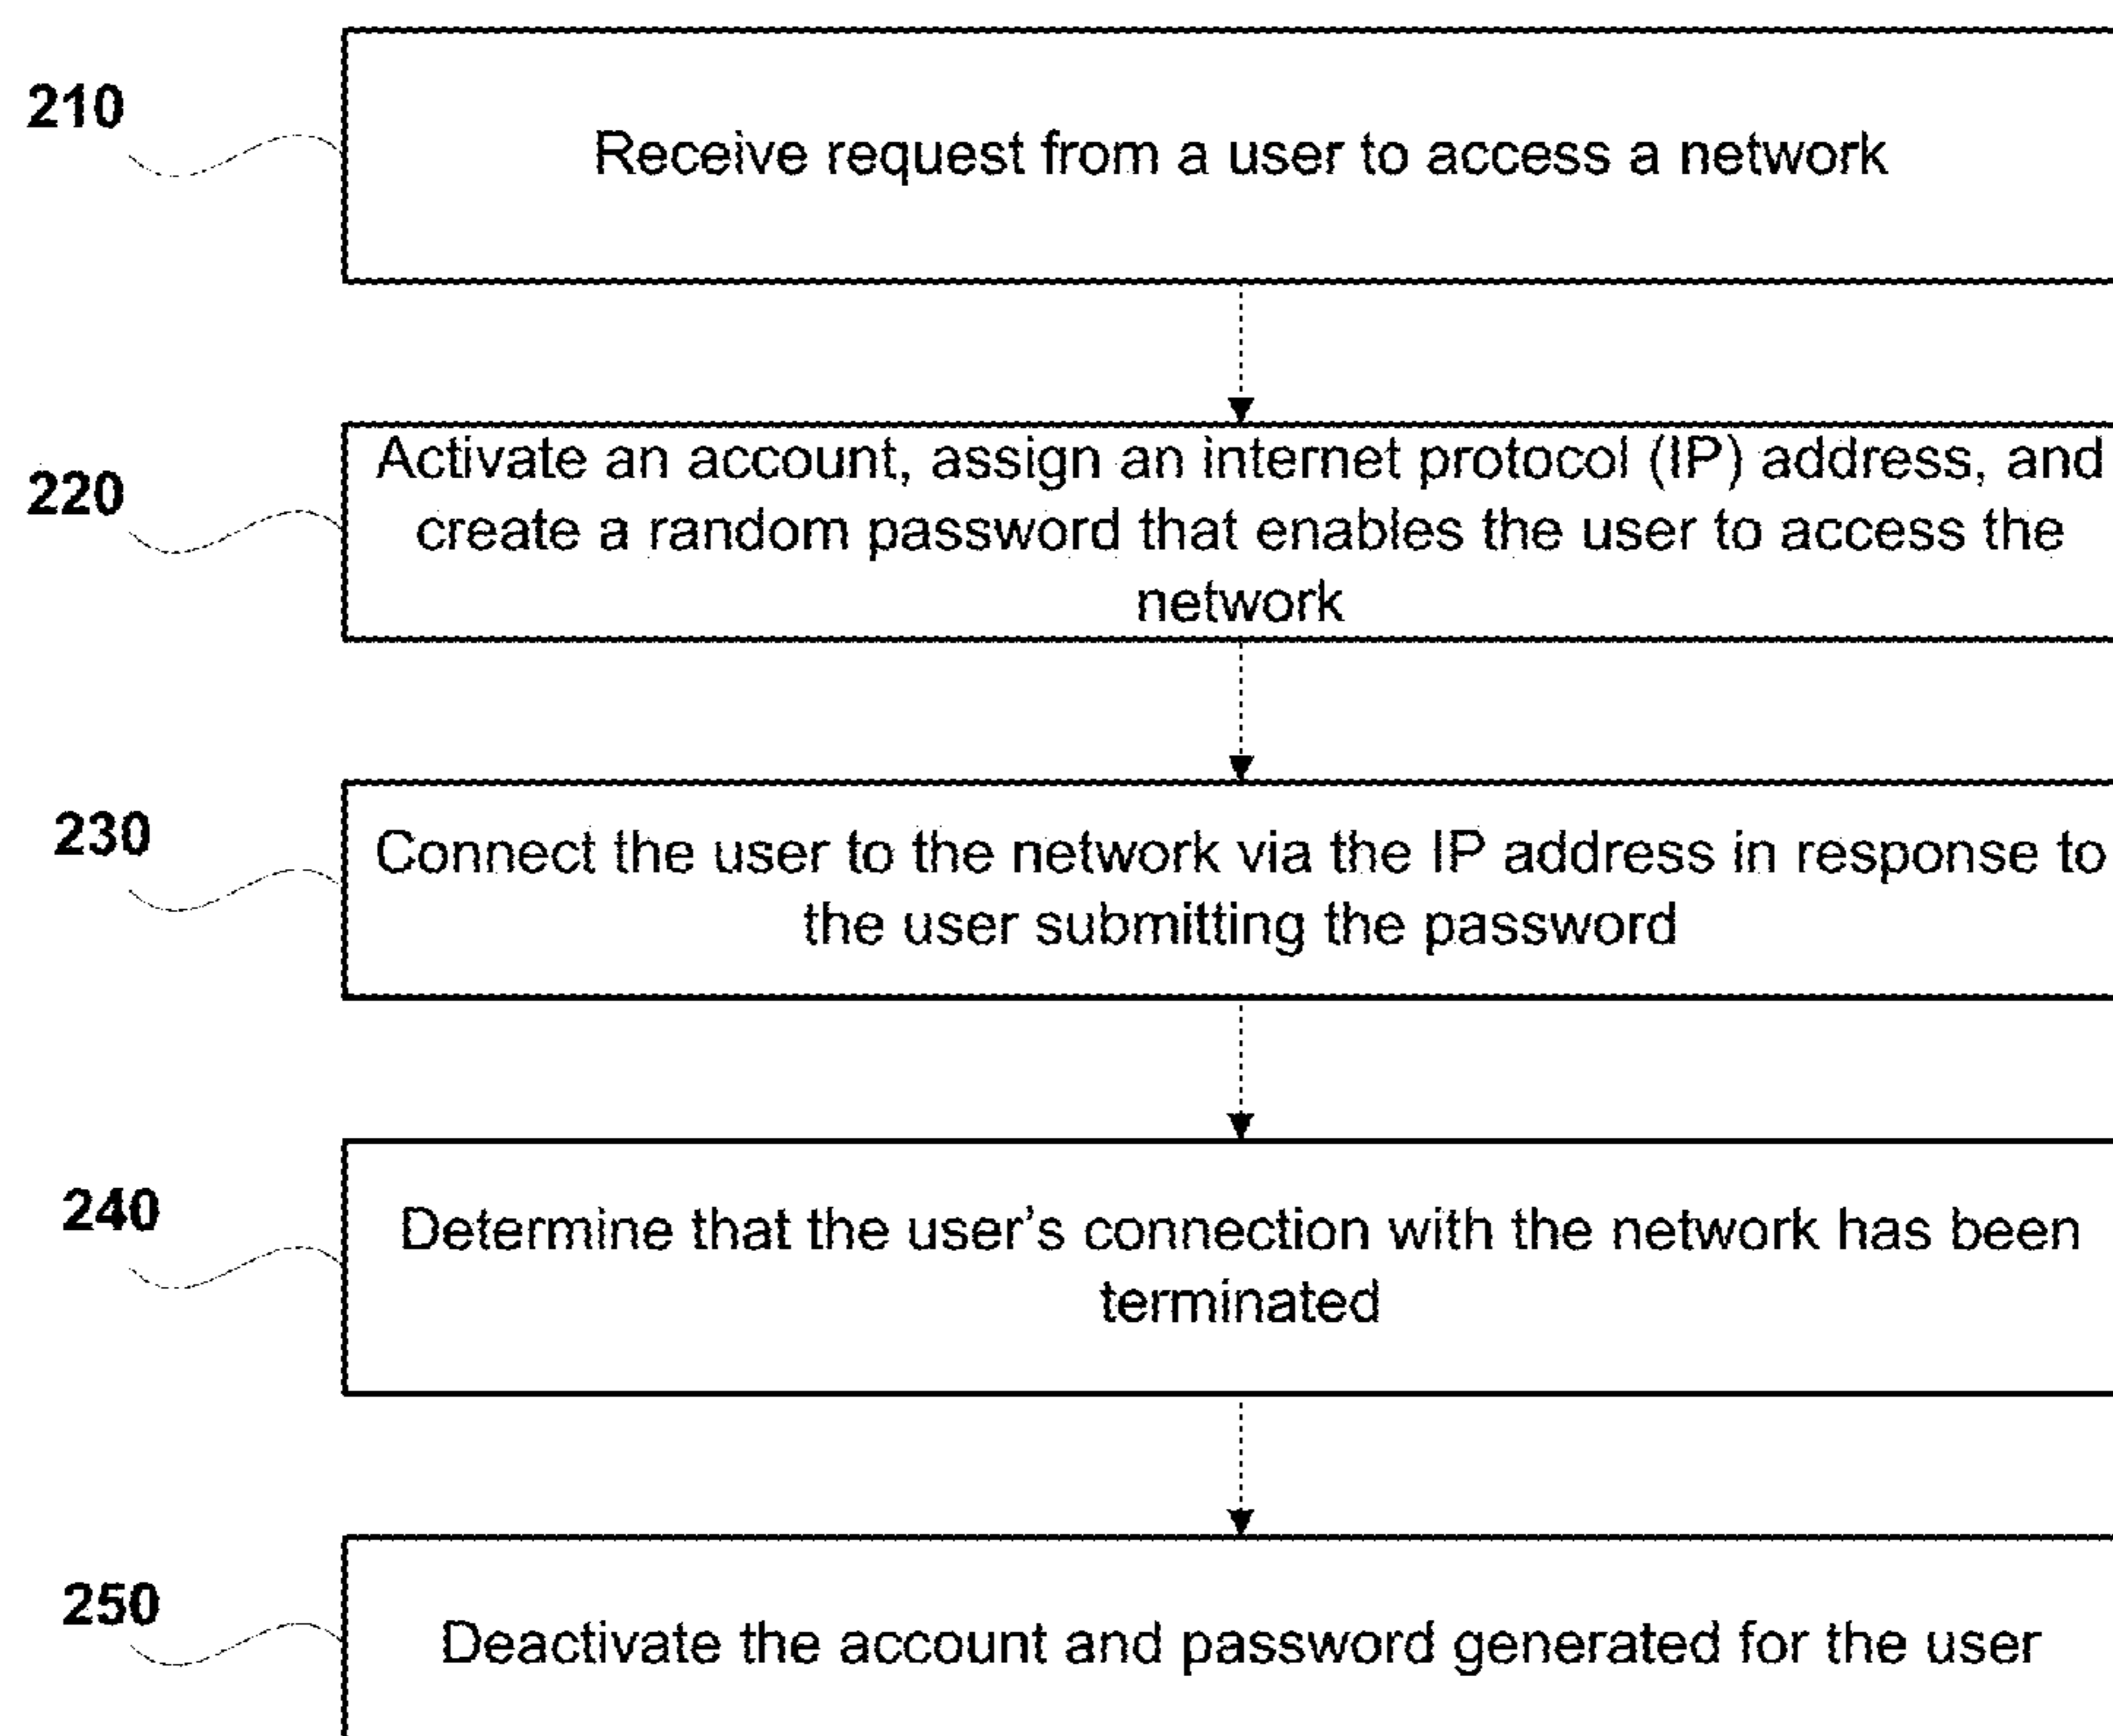 210
Receive request from a user to access a network
220
Activate an account, assign an internet protocol (IP) address, and
create a random password that enables the user to access the
network
230
Connect the user to the network via the IP address in response to
the user submitting the password
240
Determine that the user’s connection with the network has been
terminated
250
Deactivate the account and password generated for the user